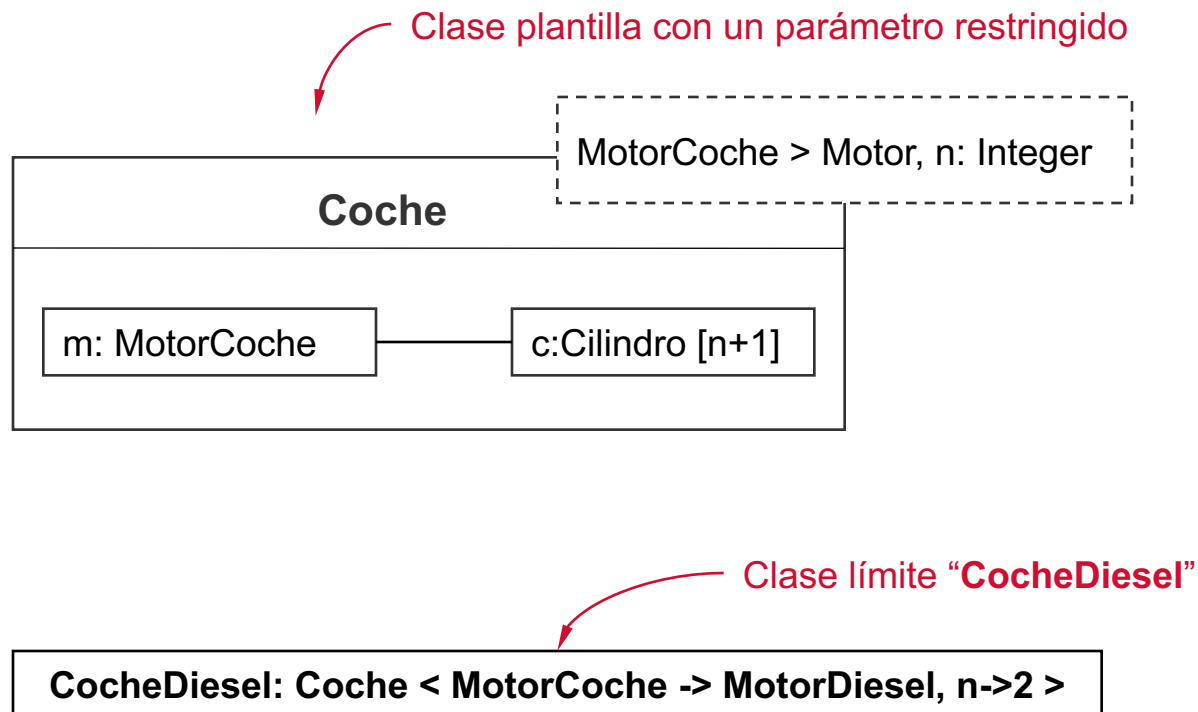 Clase plantilla con un parámetro restringido
MotorCoche > Motor, n: Integer
Coche
m: MotorCoche
c:Cilindro [n+1]
Clase límite “CocheDiesel”
CocheDiesel: Coche < MotorCoche -> MotorDiesel, n->2 >